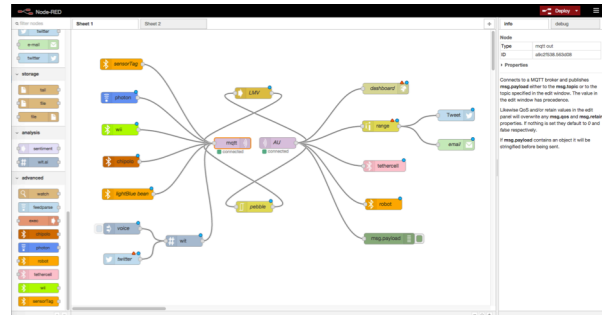 Node-RED
Deploy
filter nodes
Sheet 1
Sheet 2
info
debug
twitter
e-mail
twitter
storage
tail
file
file
analysis
sentiment
wit.ai
advanced
watch
feedparse
exec
chipolo
photon
robot
tethercell
wii
sensorTag
sensorTag
photon
wii
chipolo
lightBlue bean
voice
twitter
wit
LMV
mqtt
connected
AU
connected
pebble
dashboard
range
Tweet
email
tethercell
robot
msg.payload
Node
Type mqtt out
ID
Properties
Connects to a MQTT broker and publishes
msg.payload either to the msg.topic or to the
topic specified in the edit window. The value in
the edit window has precedence.
Likewise QoS and/or retain values in the edit
panel will overwrite any msg.qos and msg.retain
properties. If nothing is set they default to 0 and
false respectively.
If msg.payload contains an object it will be
stringified before being sent.